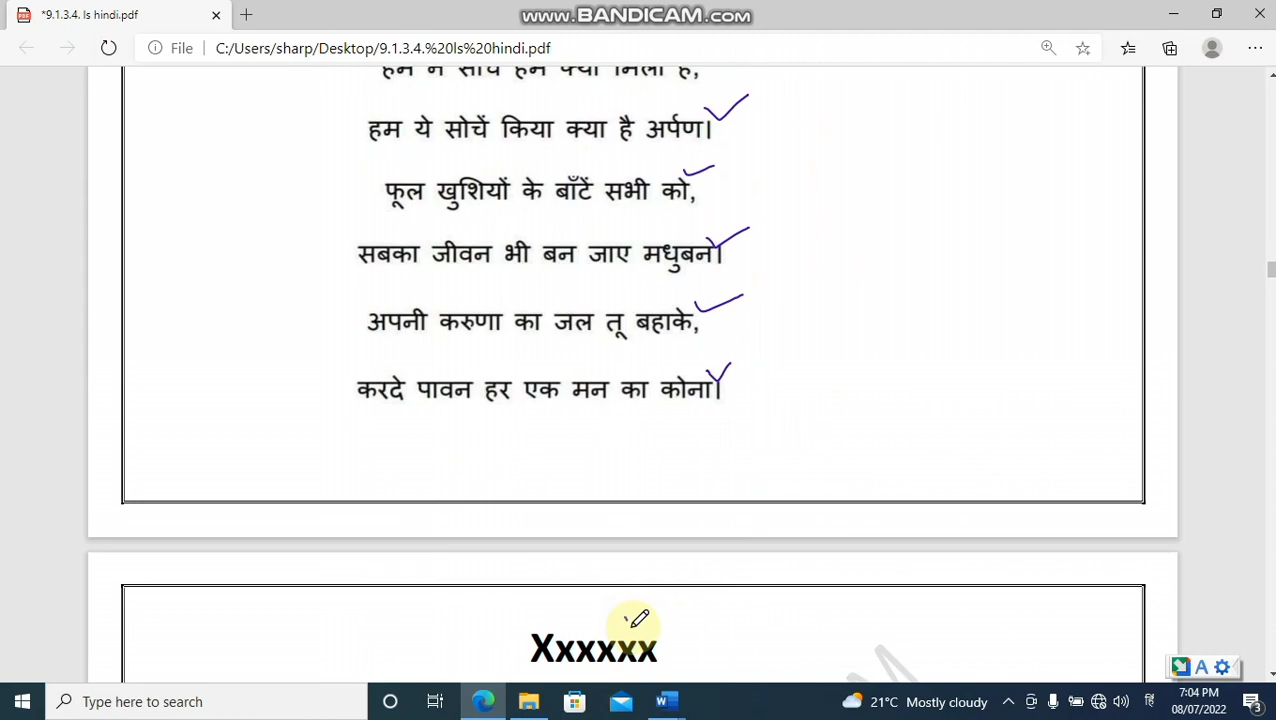 *9.1.3.4. ls hindi.pdf
www.BANDICAM.com
File
C:/Users/sharp/Desktop/9.1.3.4.%20ls%20hindi.pdf
हम ये सोचें किया क्या है अर्पण।
फूल खुशियों के बाँटें सभी को,
सबका जीवन भी बन जाए मधुबन।
अपनी करुणा का जल तू बहाके,
करदे पावन हर एक मन का कोना।
Xxxxxx
M
A
Type here to search
21°C Mostly cloudy
हि
7:04 PM
08/07/2022
3